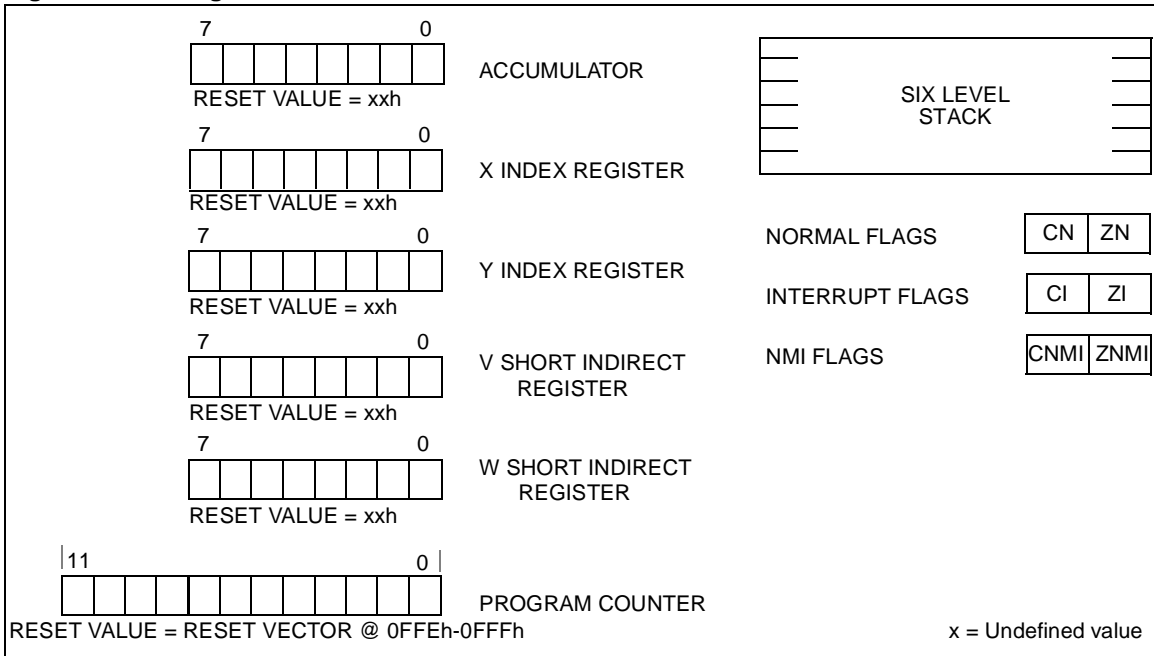 7 0
ACCUMULATOR
RESET VALUE = xxh
7 0
X INDEX REGISTER
RESET VALUE = xxh
7 0
Y INDEX REGISTER
RESET VALUE = xxh
7 0
V SHORT INDIRECT
REGISTER
RESET VALUE = xxh
7 0
W SHORT INDIRECT
REGISTER
RESET VALUE = xxh
11 0
PROGRAM COUNTER
RESET VALUE = RESET VECTOR @ 0FFEh-0FFFh
SIX LEVEL
STACK
NORMAL FLAGS CN ZN
INTERRUPT FLAGS CI ZI
NMI FLAGS CNMI ZNMI
x = Undefined value